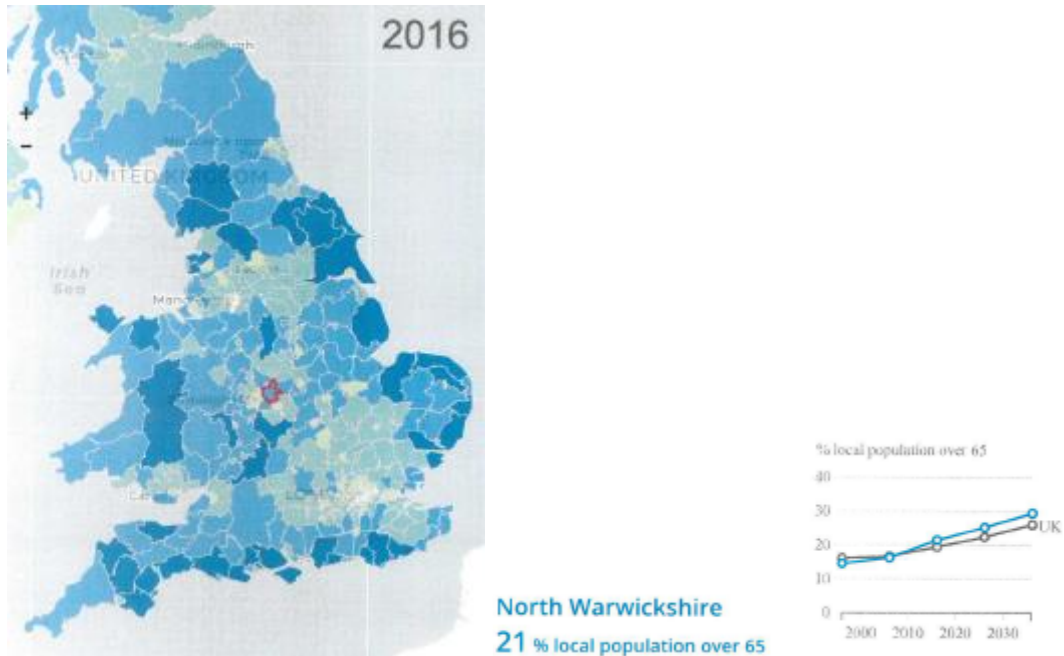 2016
+
−
UNITED KINGDOM
Irish
Sea
North Warwickshire
21 % local population over 65
% local population over 65
40
30
20
10
0
UK
2000
2010
2020
2030